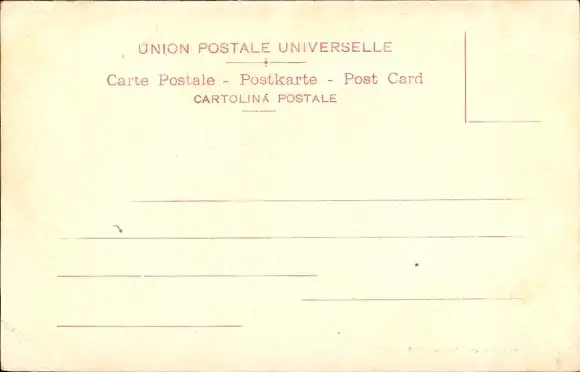 UNION POSTALE UNIVERSELLE
Carte Postale - Postkarte - Post Card
CARTOLINA POSTALE